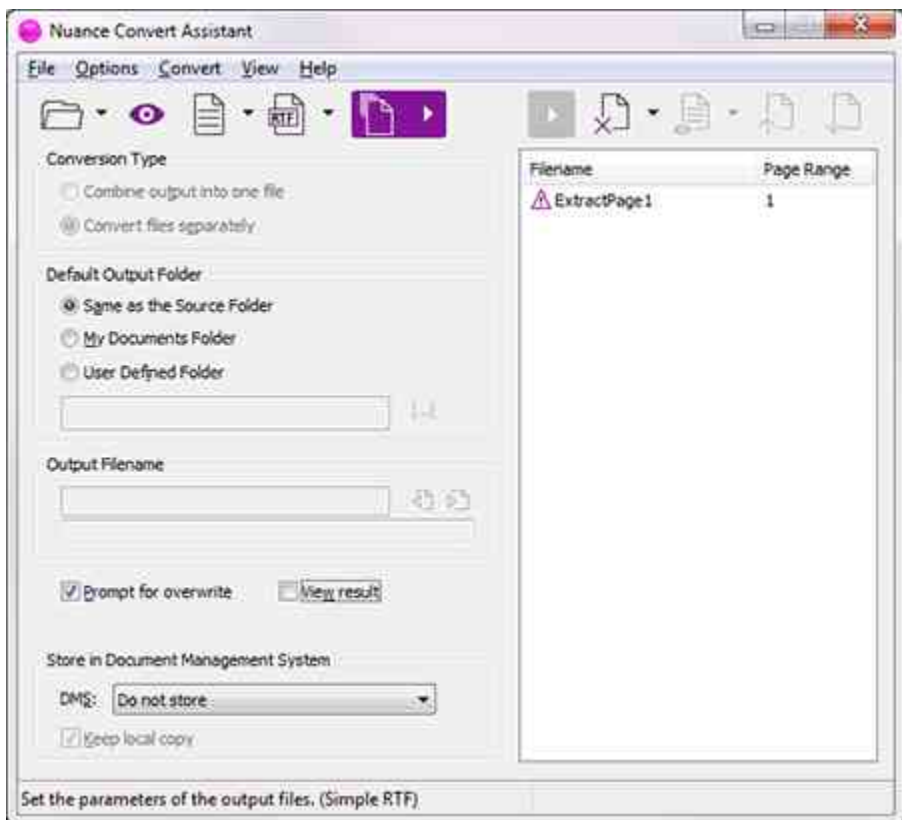 Nuance Convert Assistant
File Options Convert View Help
RTF
Conversion Type
Combine output into one file
Convert files separately
Default Output Folder
Same as the Source Folder
My Documents Folder
User Defined Folder
Output Filename
Prompt for overwrite View result
Store in Document Management System
DMS: Do not store
Keep local copy
Filename Page Range
ExtractPage1 1
Set the parameters of the output files. (Simple RTF)